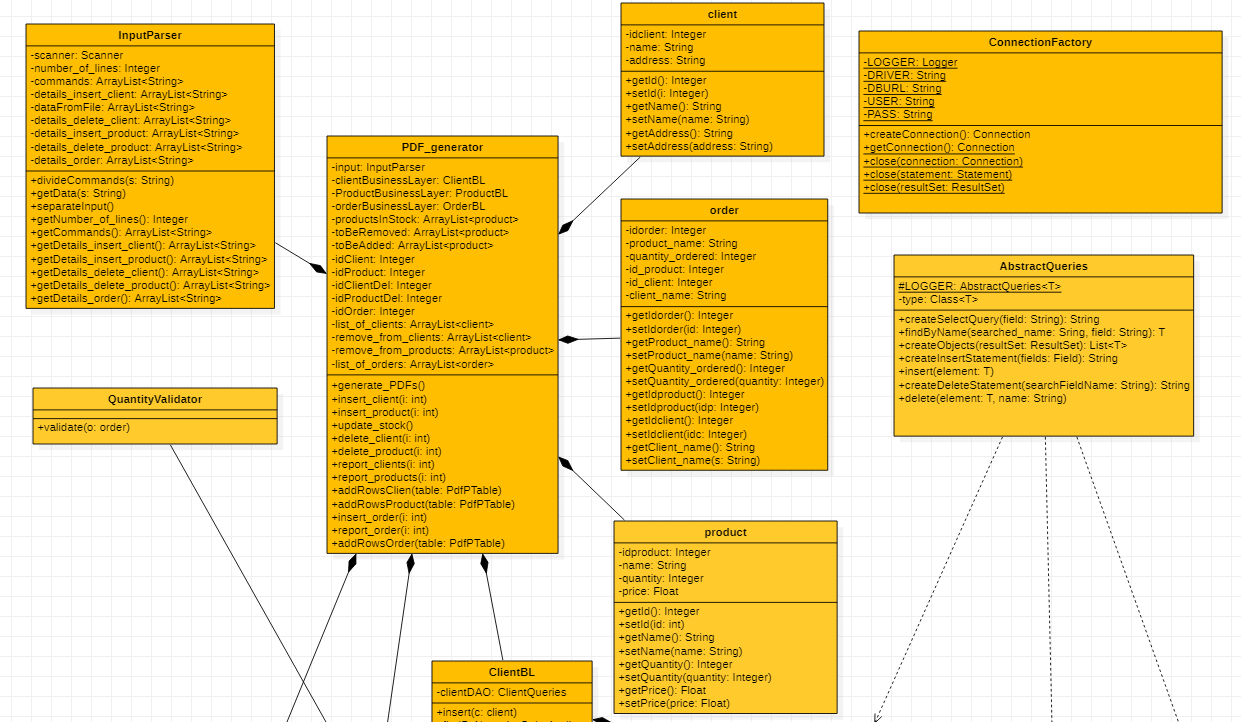 InputParser
-scanner: Scanner
-number_of_lines: Integer
-commands: ArrayList<String>
-details_insert_client: ArrayList<String>
-dataFromFile: ArrayList<String>
-details_delete_client: ArrayList<String>
-details_insert_product: ArrayList<String>
-details_delete_product: ArrayList<String>
-details_order: ArrayList<String>
+divideCommands(s: String)
+getData(s: String)
+separateInput()
+getNumber_of_lines(): Integer
+getCommands(): ArrayList<String>
+getDetails_insert_client(): ArrayList<String>
+getDetails_insert_product(): ArrayList<String>
+getDetails_delete_client(): ArrayList<String>
+getDetails_delete_product(): ArrayList<String>
+getDetails_order(): ArrayList<String>
QuantityValidator
+validate(o: order)
PDF_generator
-input: InputParser
-clientBusinessLayer: ClientBL
-ProductBusinessLayer: ProductBL
-orderBusinessLayer: OrderBL
-productsInStock: ArrayList<product>
-toBeRemoved: ArrayList<product>
-toBeAdded: ArrayList<product>
-idClient: Integer
-idProduct: Integer
-idClientDel: Integer
-idProductDel: Integer
-idOrder: Integer
-list_of_clients: ArrayList<client>
-remove_from_clients: ArrayList<client>
-remove_from_products: ArrayList<product>
-list_of_orders: ArrayList<order>
+generate_PDFs()
+insert_client(i: int)
+insert_product(i: int)
+update_stock()
+delete_client(i: int)
+delete_product(i: int)
+report_clients(i: int)
+report_products(i: int)
+addRowsClien(table: PdfPTable)
+addRowsProduct(table: PdfPTable)
+insert_order(i: int)
+report_order(i: int)
+addRowsOrder(table: PdfPTable)
ClientBL
-clientDAO: ClientQueries
+insert(c: client)
client
-idclient: Integer
-name: String
-address: String
+getId(): Integer
+setId(i: Integer)
+getName(): String
+setName(name: String)
+getAddress(): String
+setAddress(address: String)
order
-idorder: Integer
-product_name: String
-quantity_ordered: Integer
-id_product: Integer
-id_client: Integer
-client_name: String
+getIdorder(): Integer
+setIdorder(id: Integer)
+getProduct_name(): String
+setProduct_name(name: String)
+getQuantity_ordered(): Integer
+setQuantity_ordered(quantity: Integer)
+getIdproduct(): Integer
+setIdproduct(idp: Integer)
+getIdclient(): Integer
+setIdclient(idc: Integer)
+getClient_name(): String
+setClient_name(s: String)
product
-idproduct: Integer
-name: String
-quantity: Integer
-price: Float
+getId(): Integer
+setId(id: int)
+getName(): String
+setName(name: String)
+getQuantity(): Integer
+setQuantity(quantity: Integer)
+getPrice(): Float
+setPrice(price: Float)
ConnectionFactory
-LOGGER: Logger
-DRIVER: String
-DBURL: String
-USER: String
-PASS: String
+createConnection(): Connection
+getConnection(): Connection
+close(connection: Connection)
+close(statement: Statement)
+close(resultSet: ResultSet)
AbstractQueries
#LOGGER: AbstractQueries<T>
-type: Class<T>
+createSelectQuery(field: String): String
+findByName(searched_name: Sring, field: String): T
+createObjects(resultSet: ResultSet): List<T>
+createInsertStatement(fields: Field): String
+insert(element: T)
+createDeleteStatement(searchFieldName: String): String
+delete(element: T, name: String)